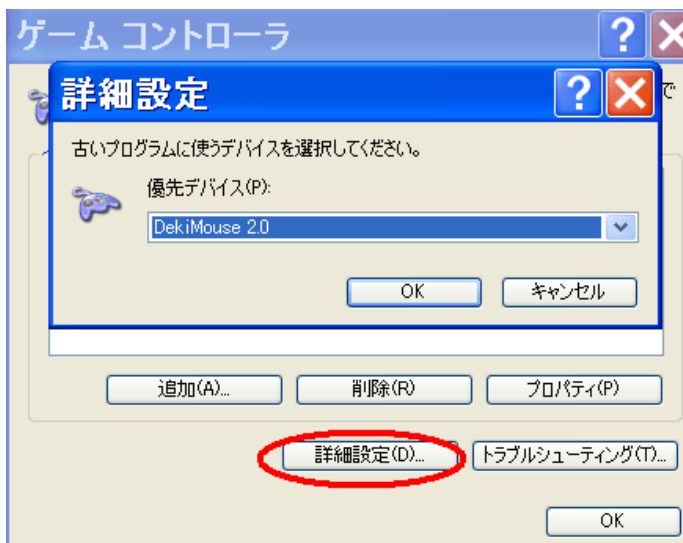 ゲーム コントローラ
詳細設定
で
古いプログラムに使うデバイスを選択してください。
優先デバイス(P):
DekiMouse 2.0
OK
キャンセル
追加(A)...
削除(R)
プロパティ(P)
詳細設定(D)...
トラブルシューティング(T)...
OK